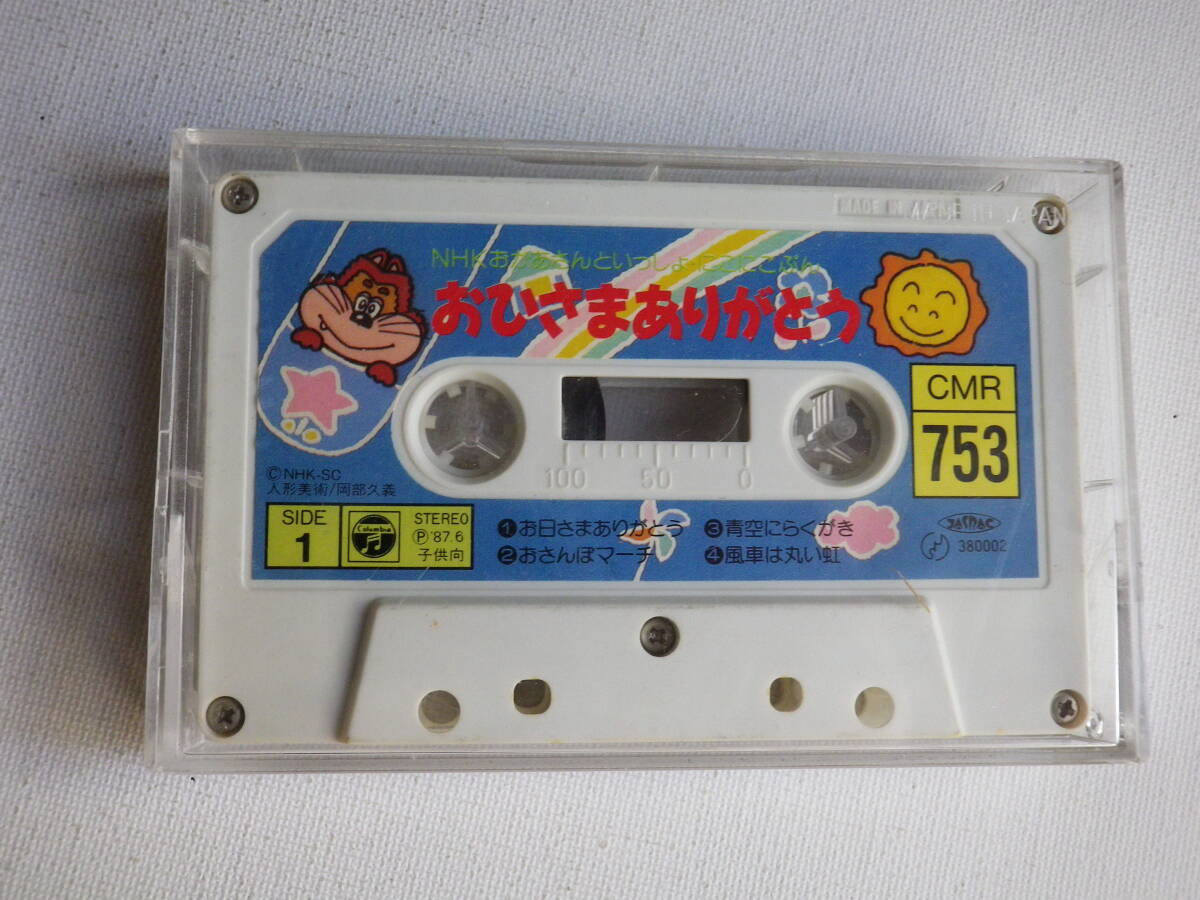 MADE IN JAPAN
NHKおかあさんといっしょ・にこにこぷん
おひさまありがとう
CMR
753
100 50 0
©NHK-SC
人形美術/岡部久義
SIDE
1
Columbia
STEREO
Ⓟ'87.6
子供向
①お日さまありがとう
②おさんぽマーチ
③青空にらくがき
④風車は丸い虹
JASRAC
380002